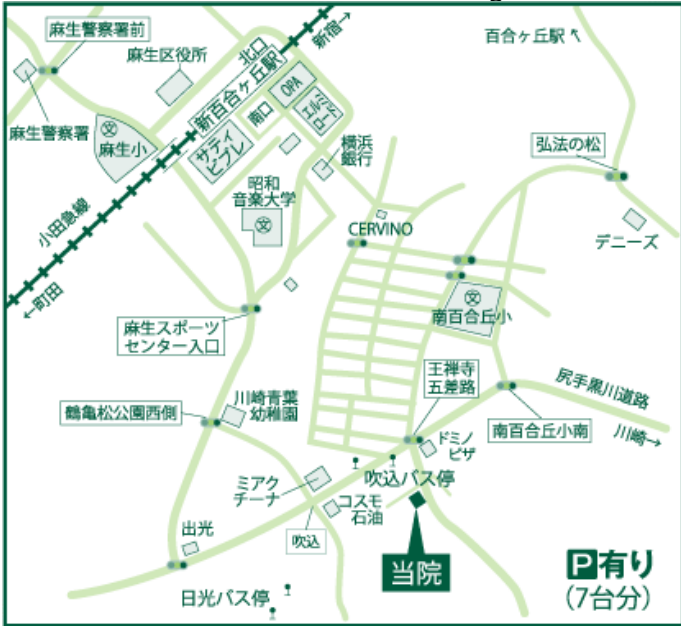 麻生警察署前
新宿→
百合ヶ丘駅↖
麻生区役所
北口
新百合ヶ丘駅
OPA
エルミ
ロード
南口
麻生警察署
文
麻生小
サティ
ビブレ
横浜
銀行
弘法の松
小田急線
昭和
音楽大学
文
CERVINO
デニーズ
←町田
文
南百合丘小
麻生スポーツ
センター入口
王禅寺
五差路
尻手黒川道路
川崎青葉
幼稚園
鶴亀松公園西側
南百合丘小南
川崎→
ドミノ
ピザ
ミアク
チーナ
吹込バス停
コスモ
石油
出光
吹込
当院
P有り
(7台分)
日光バス停